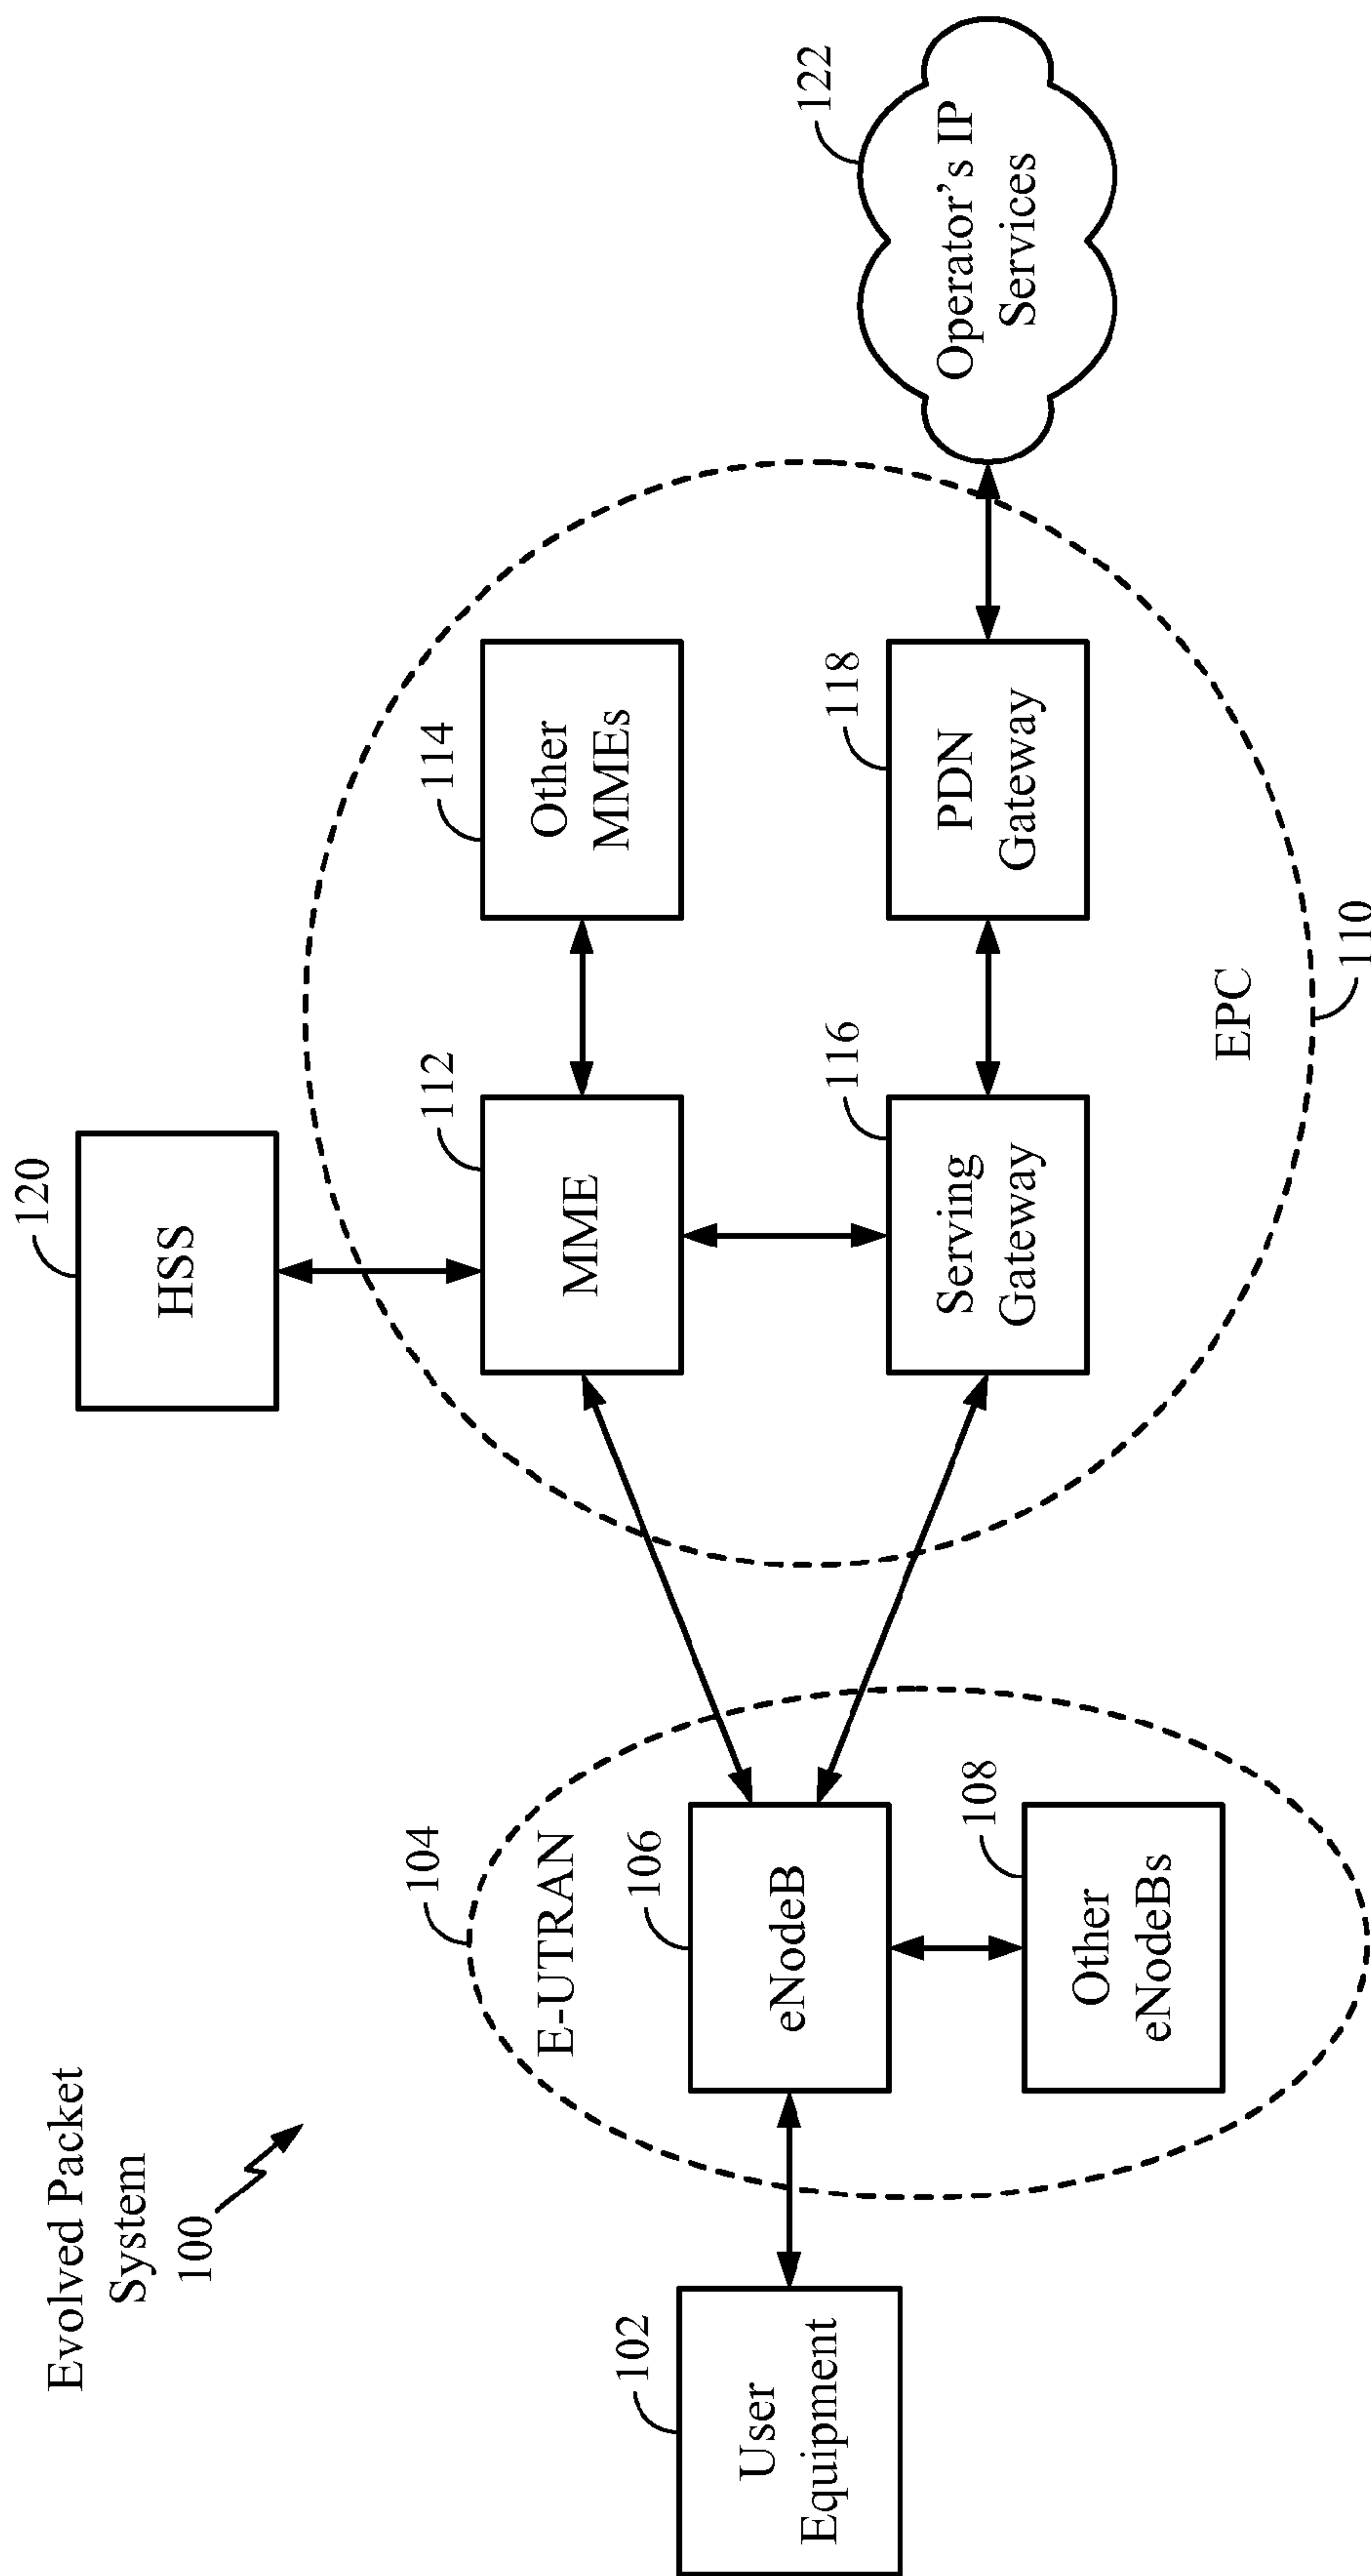 Evolved Packet
System
100
120
HSS
104
E-UTRAN
102
User
Equipment
106
eNodeB
108
Other
eNodeBs
112
MME
114
Other
MMEs
116
Serving
Gateway
118
PDN
Gateway
122
Operator's IP
Services
EPC
110